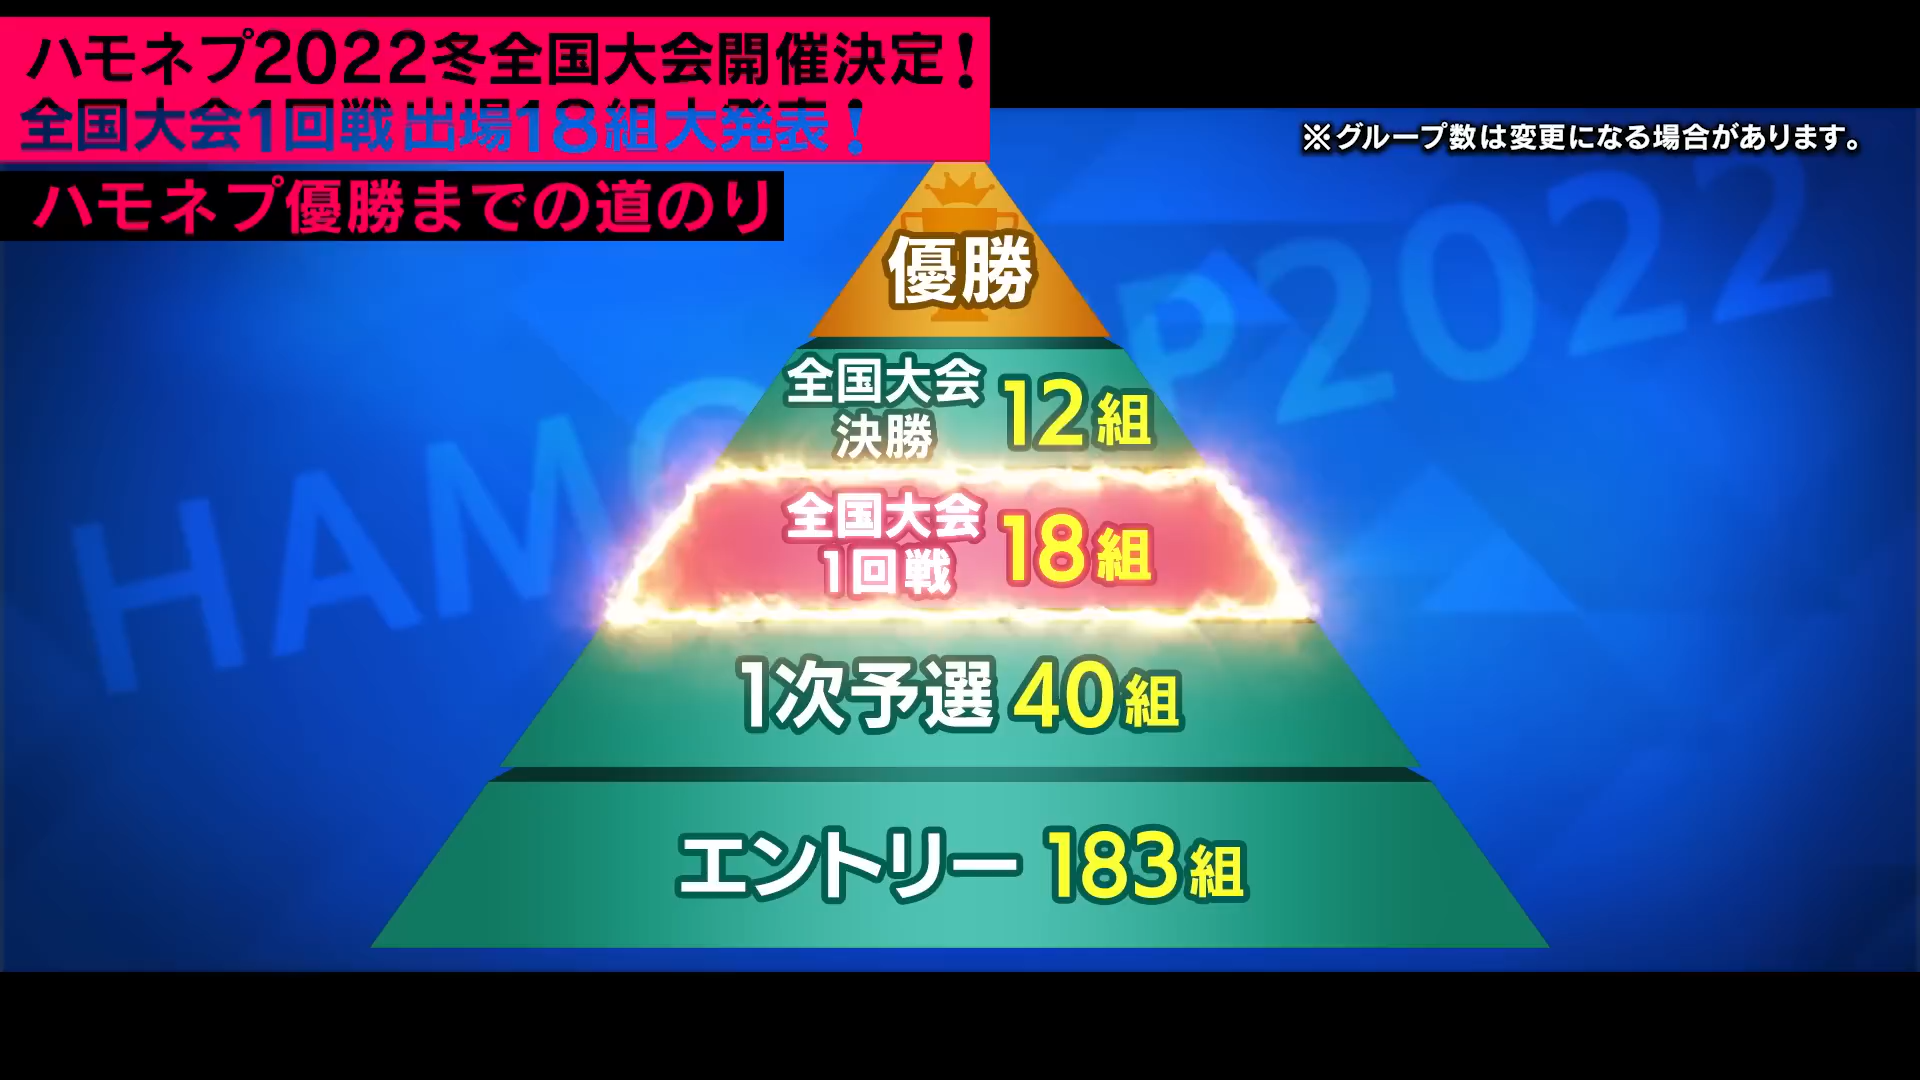 ハモネプ2022冬全国大会開催決定！
全国大会1回戦出場18組大発表！
ハモネプ優勝までの道のり
※グループ数は変更になる場合があります。
優勝
全国大会決勝 12組
全国大会1回戦 18組
1次予選 40組
エントリー 183組
HAMO P2022